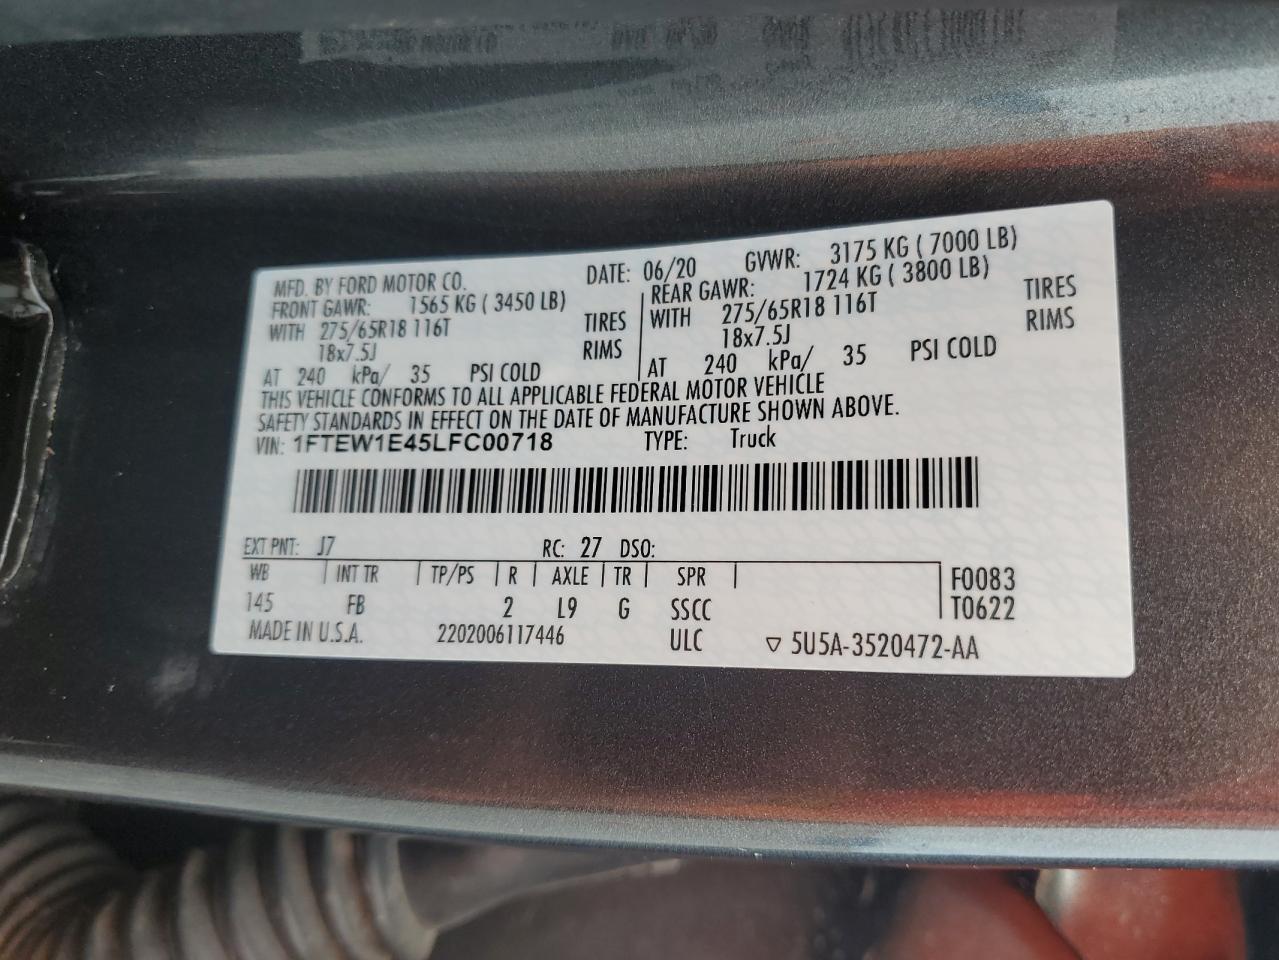 MFD. BY FORD MOTOR CO. DATE: 06/20 GVWR: 3175 KG ( 7000 LB)
FRONT GAWR: 1565 KG ( 3450 LB) REAR GAWR: 1724 KG ( 3800 LB)
WITH 275/65R18 116T TIRES WITH 275/65R18 116T TIRES
18x7.5J RIMS 18x7.5J RIMS
AT 240 kPa/ 35 PSI COLD AT 240 kPa/ 35 PSI COLD
THIS VEHICLE CONFORMS TO ALL APPLICABLE FEDERAL MOTOR VEHICLE
SAFETY STANDARDS IN EFFECT ON THE DATE OF MANUFACTURE SHOWN ABOVE.
VIN: 1FTEW1E45LFC00718 TYPE: Truck
EXT PNT: J7 RC: 27 DSO:
WB INT TR TP/PS R AXLE TR SPR F0083
145 FB 2 L9 G SSCC T0622
MADE IN U.S.A. 2202006117446 ULC ▽ 5U5A-3520472-AA